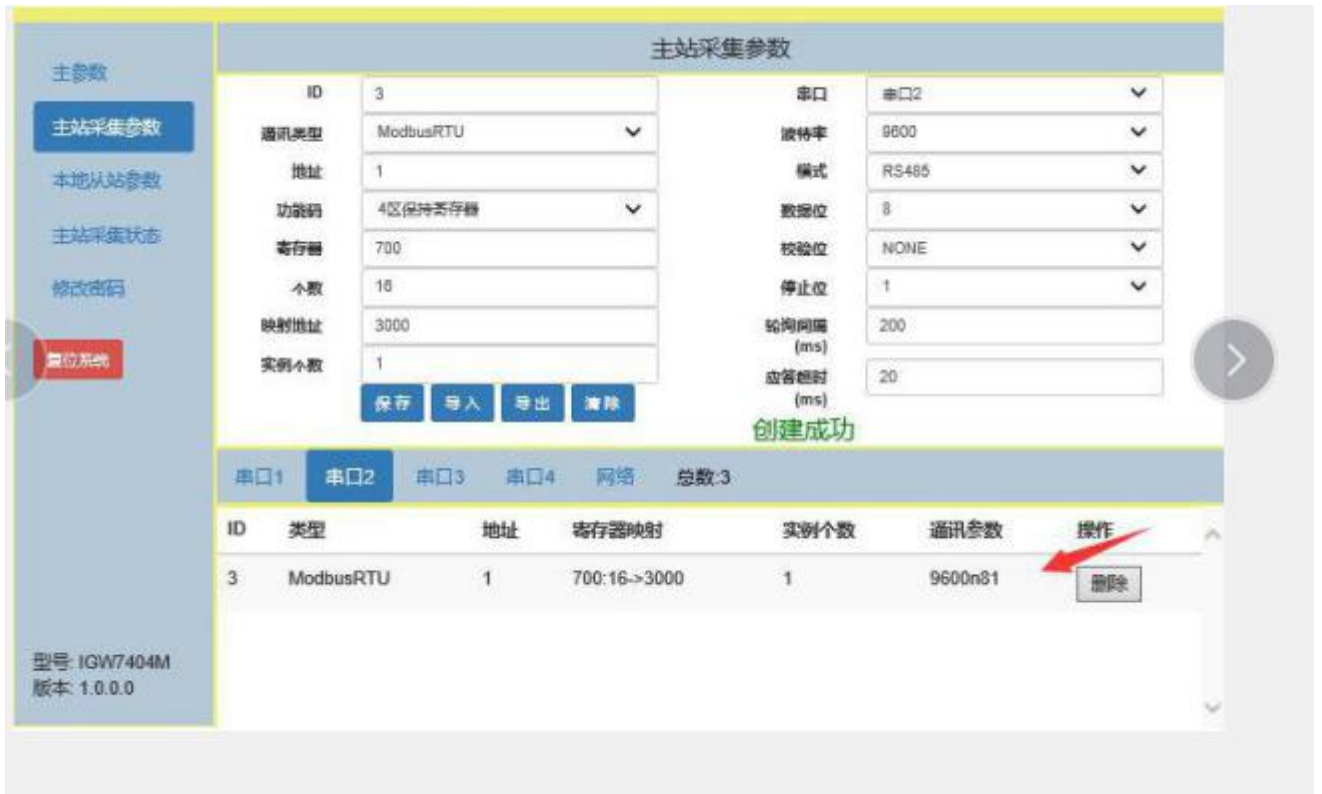 主站采集参数
主参数
主站采集参数
本地从站参数
主站采集状态
修改密码
复位系统
型号: IGW7404M
版本: 1.0.0.0
ID 3 串口 串口2
通讯类型 ModbusRTU 波特率 9600
地址 1 模式 RS485
功能码 4区保持寄存器 数据位 8
寄存器 700 校验位 NONE
个数 16 停止位 1
映射地址 3000 轮询间隔(ms) 200
实例个数 1 应答超时(ms) 20
保存 导入 导出 清除
创建成功
串口1 串口2 串口3 串口4 网络 总数:3
ID 类型 地址 寄存器映射 实例个数 通讯参数 操作
3 ModbusRTU 1 700:16->3000 1 9600n81 删除